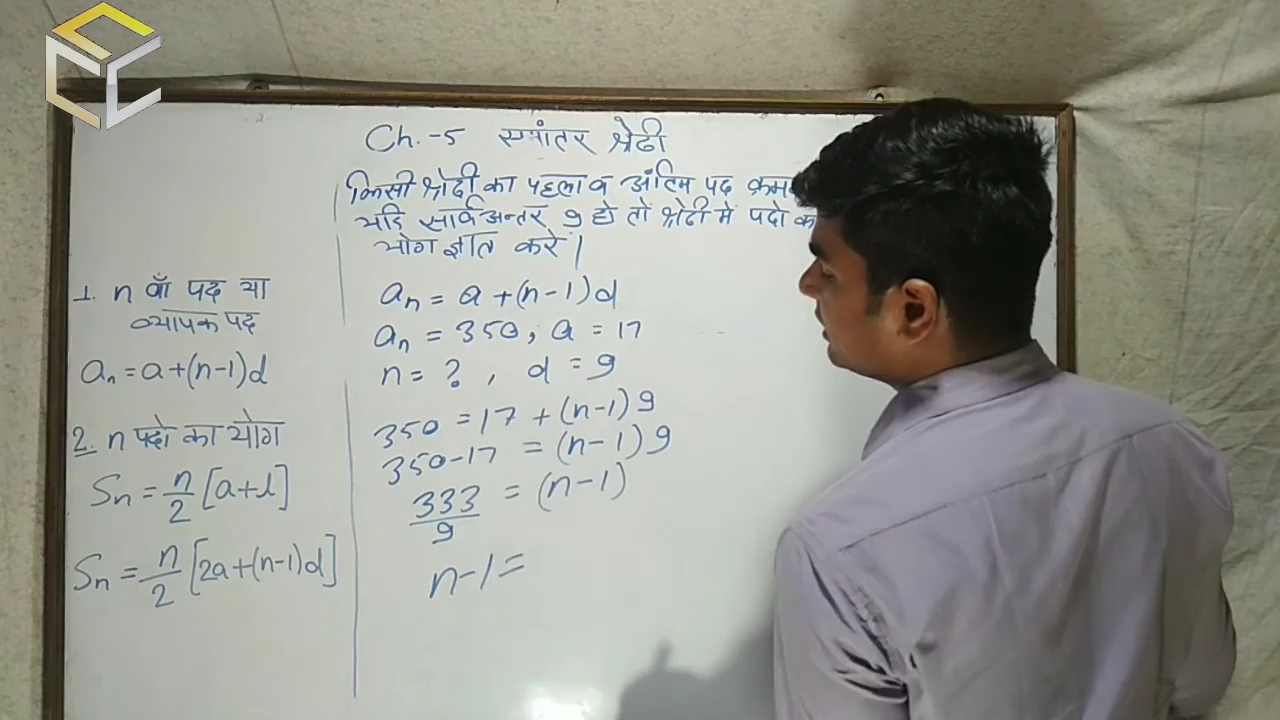 Ch.-5 समांतर श्रेढी
किसी श्रेढी का पहला व अंतिम पद क्रम
यदि सार्व अन्तर 9 हो तो श्रेढी मे पदो क
योग ज्ञात करे।
1. n वाँ पद या
व्यापक पद
an = a+(n-1)d
2. n पदो का योग
Sn = n/2 [a+l]
Sn = n/2 [2a+(n-1)d]
an = a +(n-1)d
an = 350, a = 17
n = ? , d = 9
350 = 17 + (n-1) 9
350-17 = (n-1) 9
333/9 = (n-1)
n-1 =